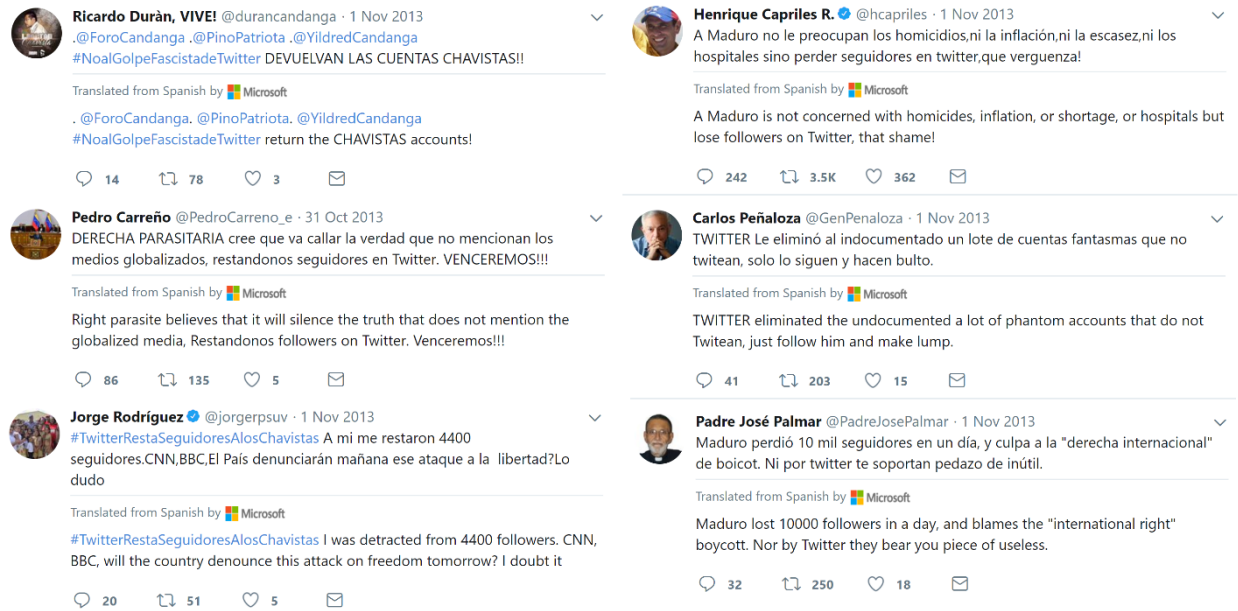 Ricardo Duràn, VIVE! @durancandanga · 1 Nov 2013
.@ForoCandanga .@PinoPatriota .@YildredCandanga
#NoalGolpeFascistadeTwitter DEVUELVAN LAS CUENTAS CHAVISTAS!!
Translated from Spanish by Microsoft
. @ForoCandanga. @PinoPatriota. @YildredCandanga
#NoalGolpeFascistadeTwitter return the CHAVISTAS accounts!
14 78 3
Pedro Carreño @PedroCarreno_e · 31 Oct 2013
DERECHA PARASITARIA cree que va callar la verdad que no mencionan los
medios globalizados, restandonos seguidores en Twitter. VENCEREMOS!!!
Translated from Spanish by Microsoft
Right parasite believes that it will silence the truth that does not mention the
globalized media, Restandonos followers on Twitter. Venceremos!!!
86 135 5
Jorge Rodríguez @jorgerpsuv · 1 Nov 2013
#TwitterRestaSeguidoresAlosChavistas A mi me restaron 4400
seguidores.CNN,BBC,El País denunciarán mañana ese ataque a la libertad?Lo
dudo
Translated from Spanish by Microsoft
#TwitterRestaSeguidoresAlosChavistas I was detracted from 4400 followers. CNN,
BBC, will the country denounce this attack on freedom tomorrow? I doubt it
20 51 5
Henrique Capriles R. @hcapriles · 1 Nov 2013
A Maduro no le preocupan los homicidios,ni la inflación,ni la escasez,ni los
hospitales sino perder seguidores en twitter,que verguenza!
Translated from Spanish by Microsoft
A Maduro is not concerned with homicides, inflation, or shortage, or hospitals but
lose followers on Twitter, that shame!
242 3.5K 362
Carlos Peñaloza @GenPenaloza · 1 Nov 2013
TWITTER Le eliminó al indocumentado un lote de cuentas fantasmas que no
twitean, solo lo siguen y hacen bulto.
Translated from Spanish by Microsoft
TWITTER eliminated the undocumented a lot of phantom accounts that do not
Twitean, just follow him and make lump.
41 203 15
Padre José Palmar @PadreJosePalmar · 1 Nov 2013
Maduro perdió 10 mil seguidores en un día, y culpa a la "derecha internacional"
de boicot. Ni por twitter te soportan pedazo de inútil.
Translated from Spanish by Microsoft
Maduro lost 10000 followers in a day, and blames the "international right"
boycott. Nor by Twitter they bear you piece of useless.
32 250 18